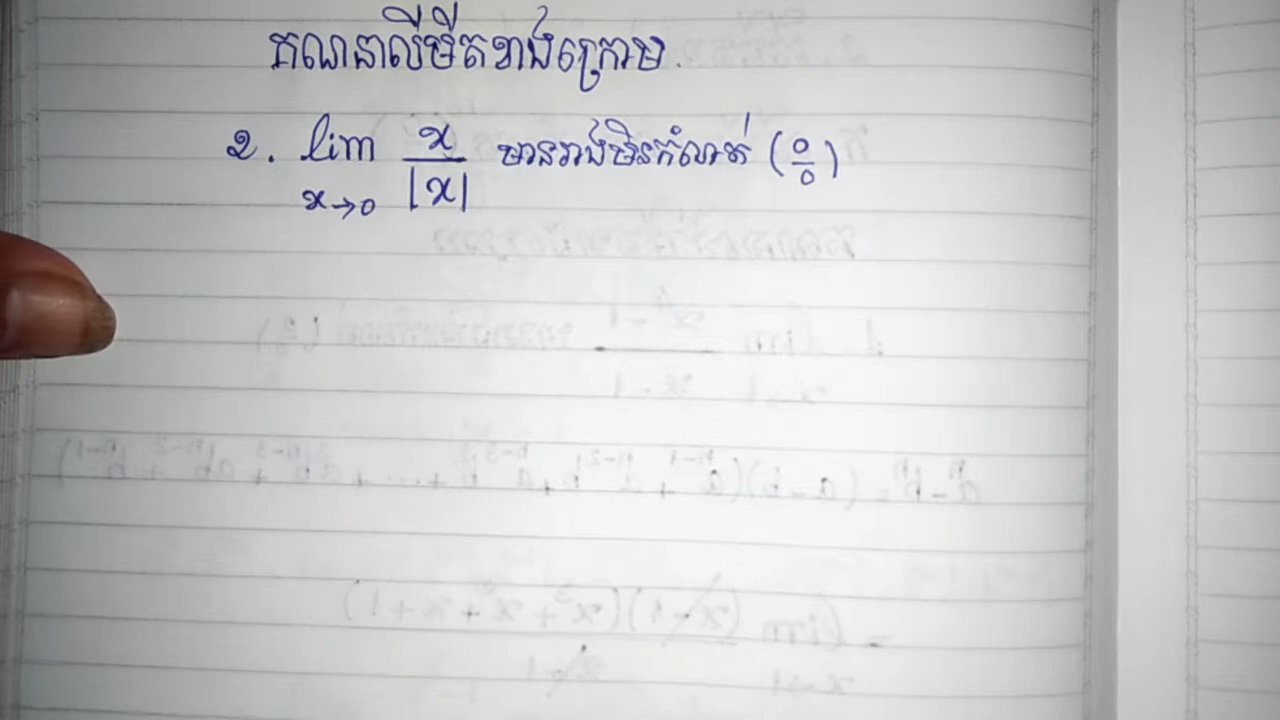 គណនាលីមីតខាងក្រោម.
២. lim x/|x| មានរាងមិនកំណត់ (0/0)
x→0